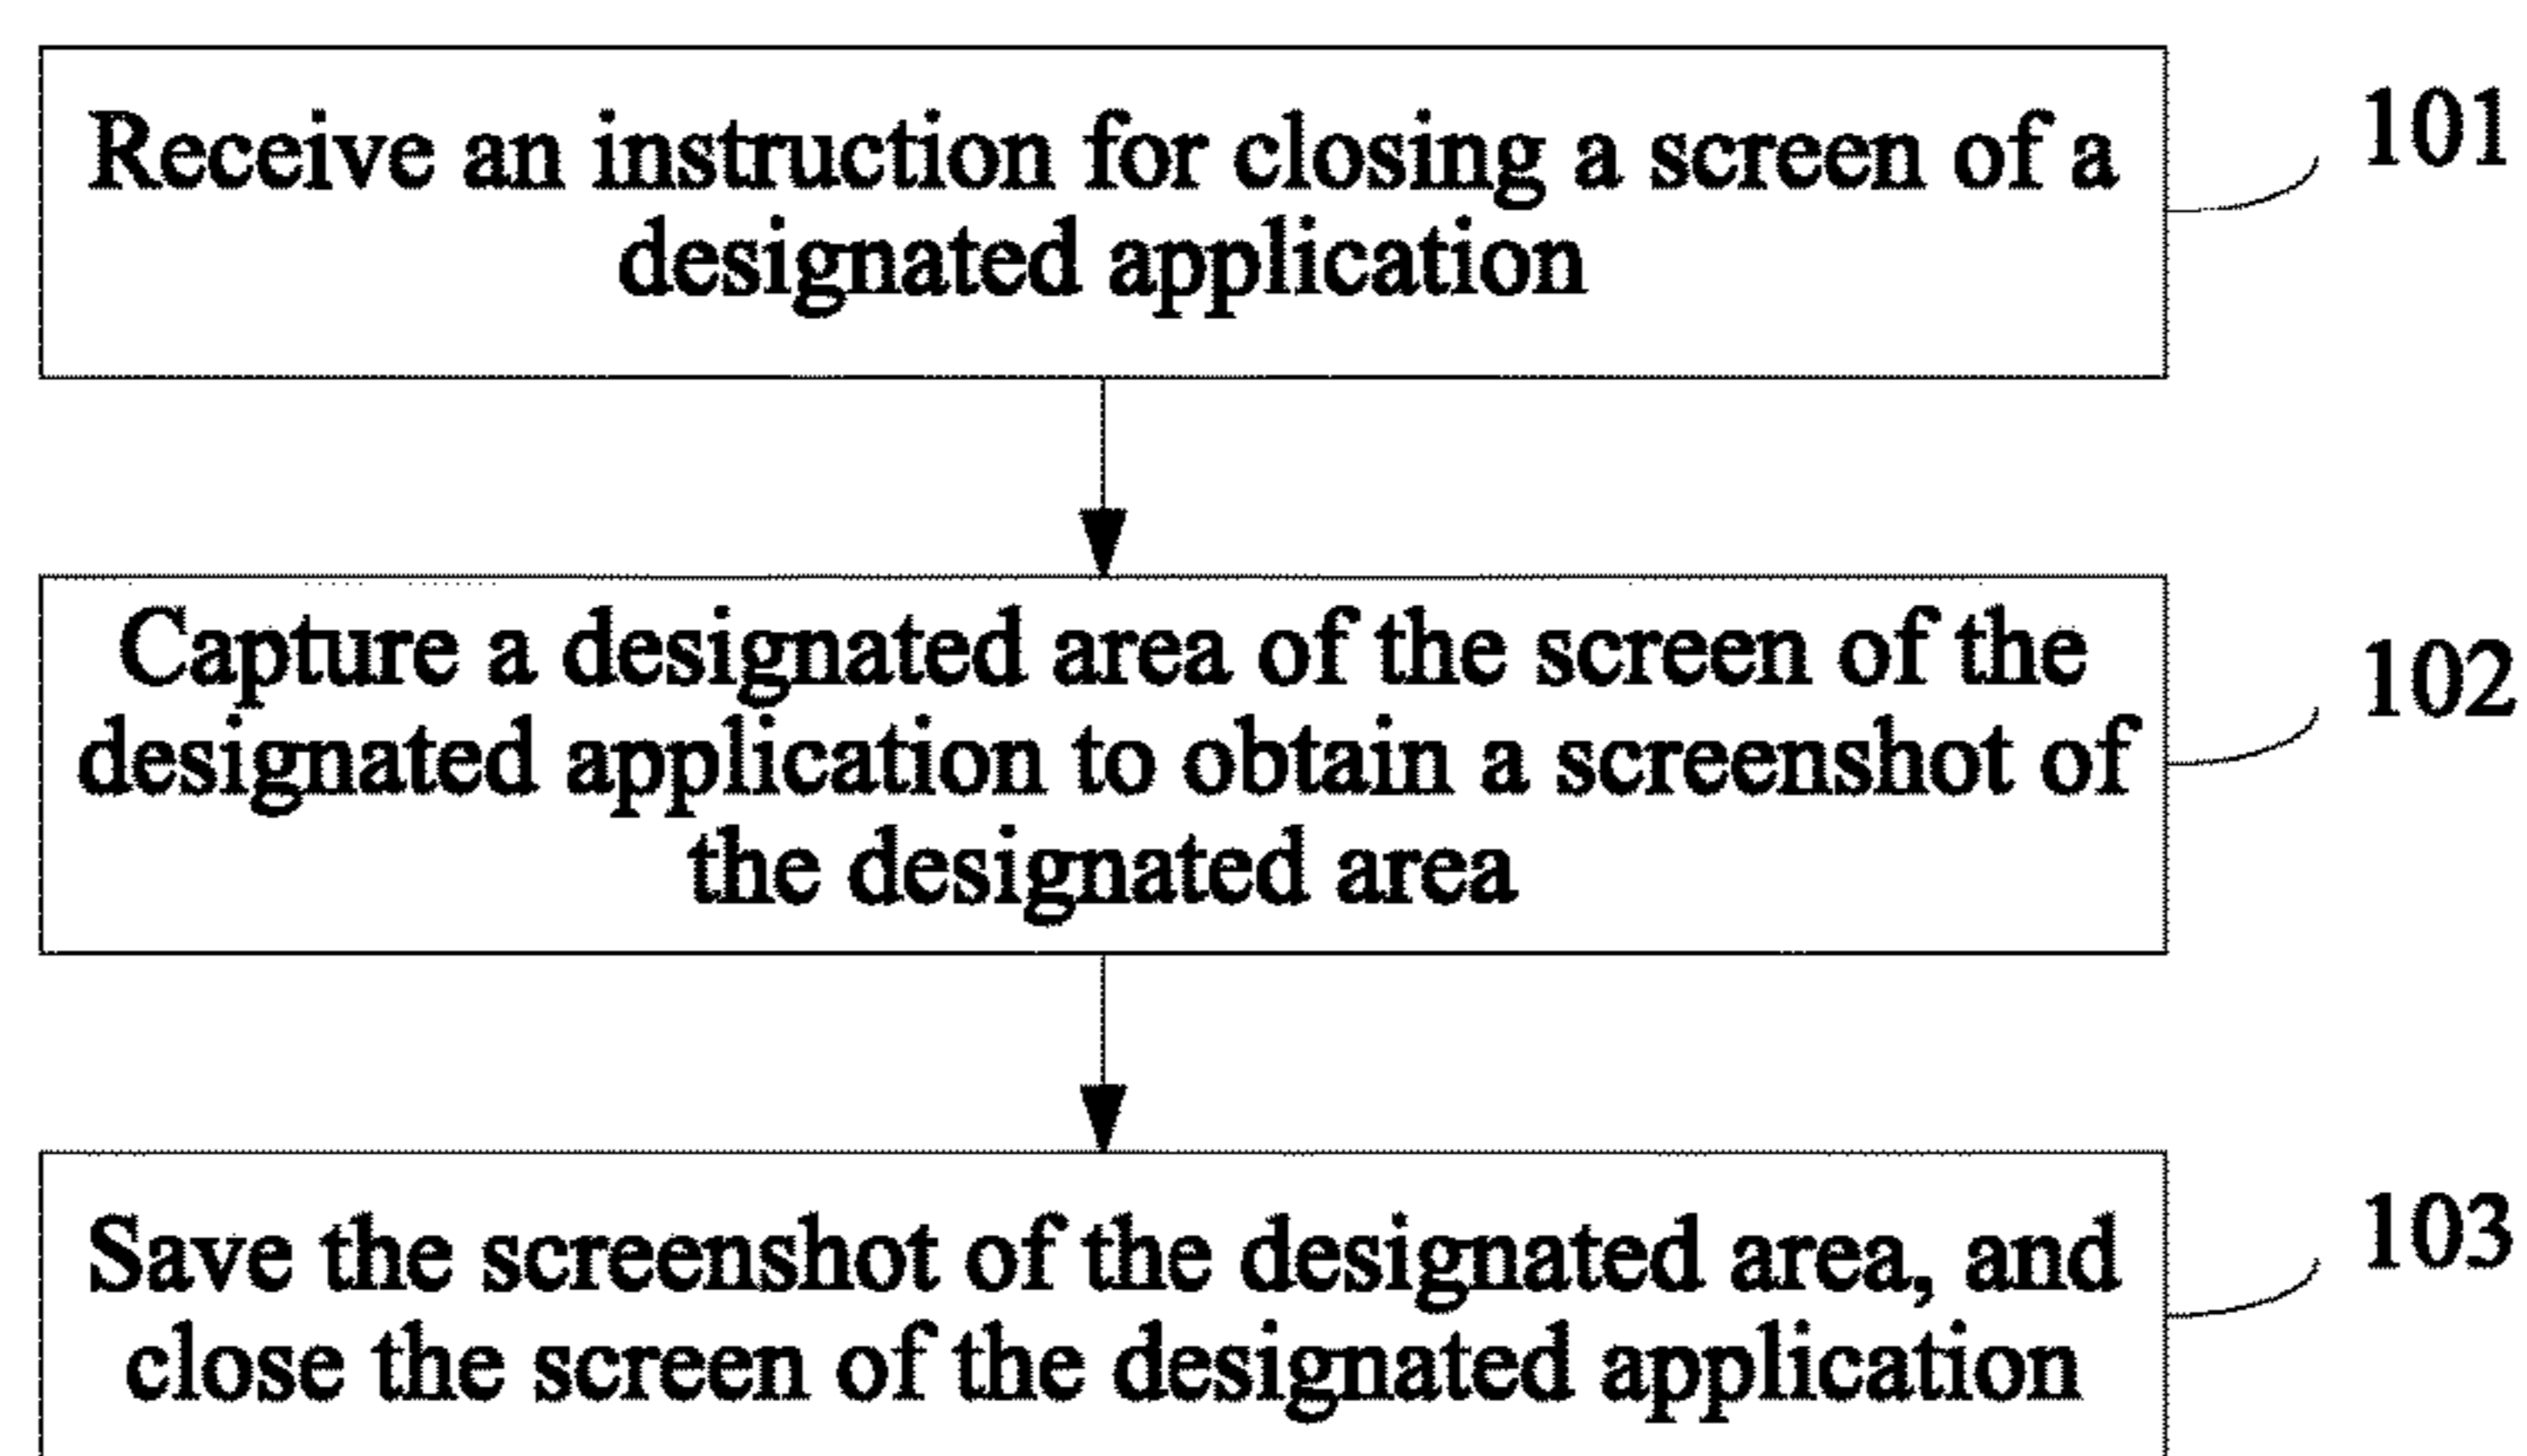 Receive an instruction for closing a screen of a
designated application
101
Capture a designated area of the screen of the
designated application to obtain a screenshot of
the designated area
102
Save the screenshot of the designated area, and
close the screen of the designated application
103